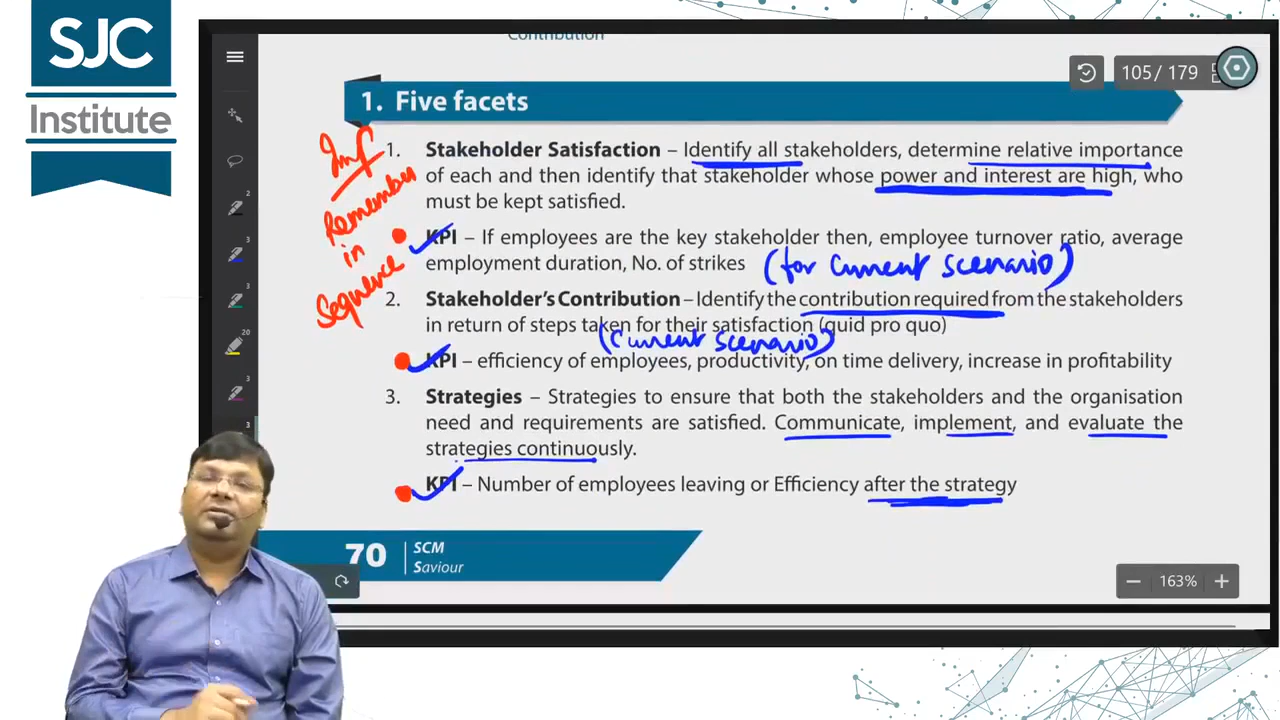 SJC
Institute
Contribution
105/ 179
1. Five facets
Imp
Remember
in
Sequence
1. Stakeholder Satisfaction – Identify all stakeholders, determine relative importance
of each and then identify that stakeholder whose power and interest are high, who
must be kept satisfied.
KPI – If employees are the key stakeholder then, employee turnover ratio, average
employment duration, No. of strikes (for current scenario)
2. Stakeholder's Contribution – Identify the contribution required from the stakeholders
in return of steps taken for their satisfaction (quid pro quo)
(current scenario)
KPI – efficiency of employees, productivity, on time delivery, increase in profitability
3. Strategies – Strategies to ensure that both the stakeholders and the organisation
need and requirements are satisfied. Communicate, implement, and evaluate the
strategies continuously.
KPI – Number of employees leaving or Efficiency after the strategy
70
SCM
Saviour
163%
2
3
3
20
3
3